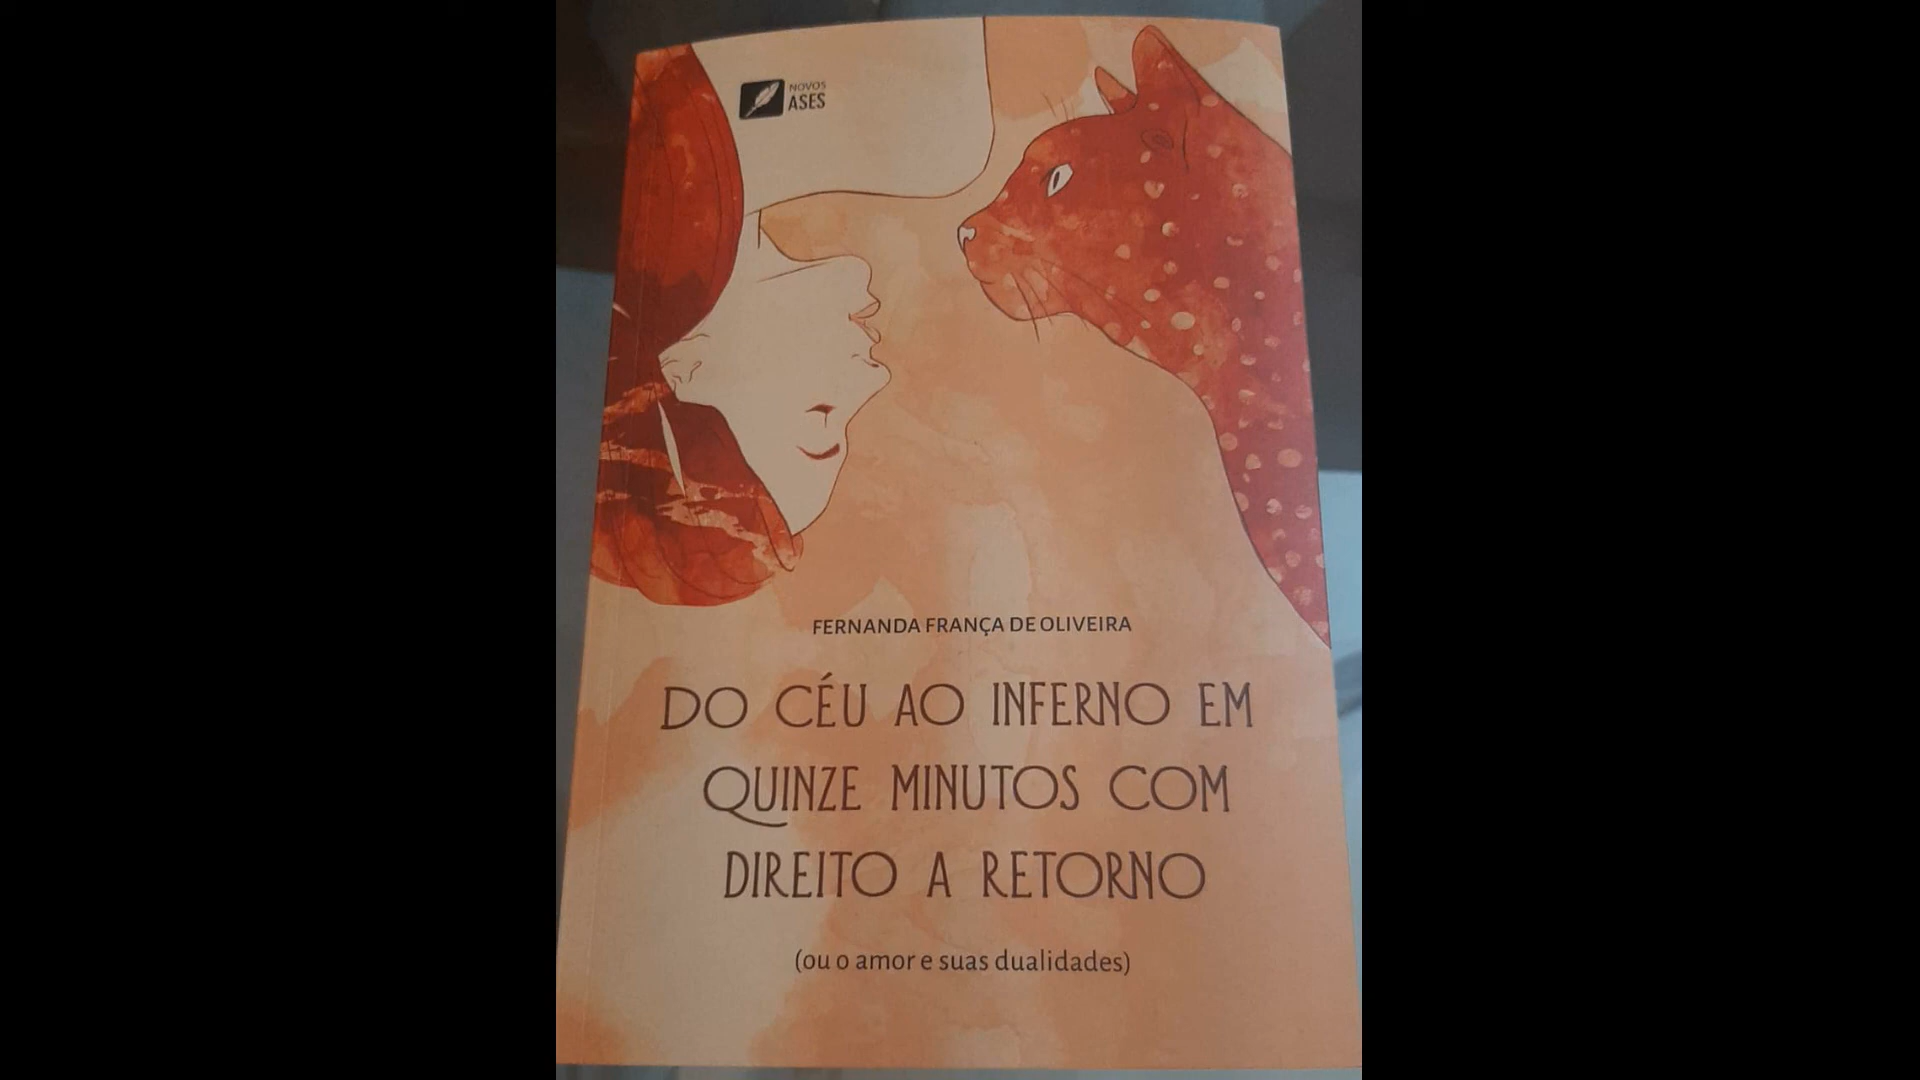 NOVOS
ASES
FERNANDA FRANÇA DE OLIVEIRA
DO CÉU AO INFERNO EM
QUINZE MINUTOS COM
DIREITO A RETORNO
(ou o amor e suas dualidades)